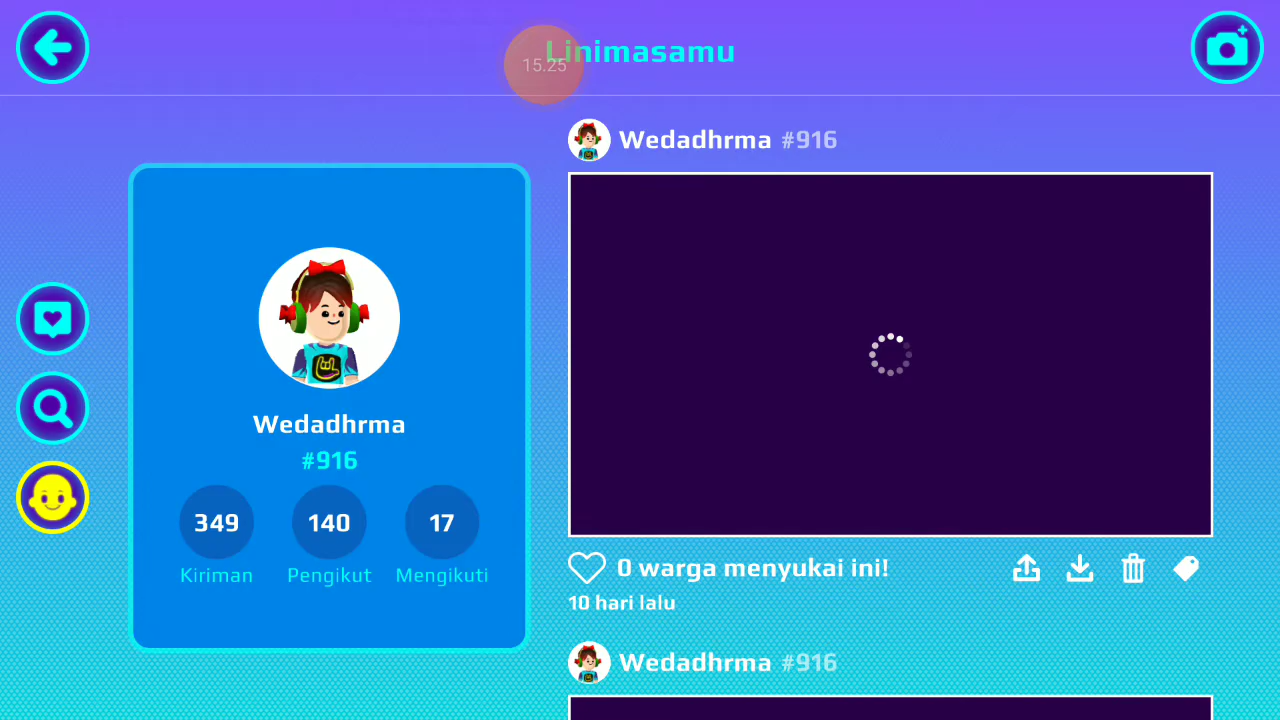 Linimasamu
15.25
Wedadhrma #916
Wedadhrma
#916
349 140 17
Kiriman Pengikut Mengikuti
0 warga menyukai ini!
10 hari lalu
Wedadhrma #916